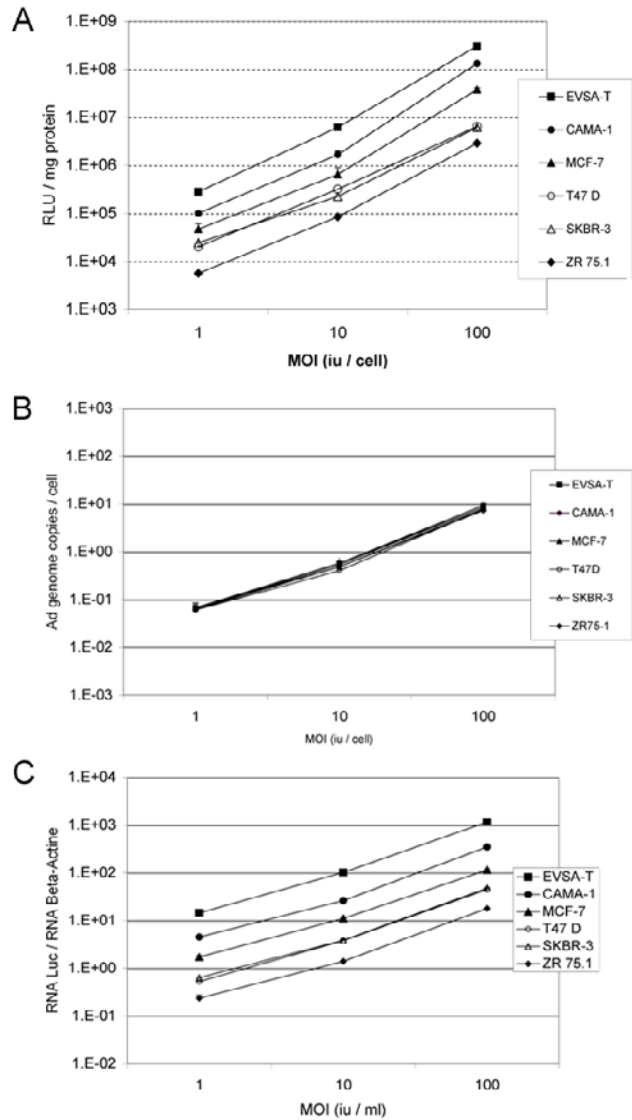 A
1.E+09
1.E+08
1.E+07
1.E+06
1.E+05
1.E+04
1.E+03
RLU / mg protein
1
10
100
MOI (iu / cell)
EVSA-T
CAMA-1
MCF-7
T47 D
SKBR-3
ZR 75.1
B
1.E+03
1.E+02
1.E+01
1.E+00
1.E-01
1.E-02
1.E-03
Ad genome copies / cell
1
10
100
MOI (iu / cell)
EVSA-T
CAMA-1
MCF-7
T47D
SKBR-3
ZR75-1
C
1.E+04
1.E+03
1.E+02
1.E+01
1.E+00
1.E-01
1.E-02
RNA Luc / RNA Beta-Actine
1
10
100
MOI (iu / ml)
EVSA-T
CAMA-1
MCF-7
T47 D
SKBR-3
ZR 75.1